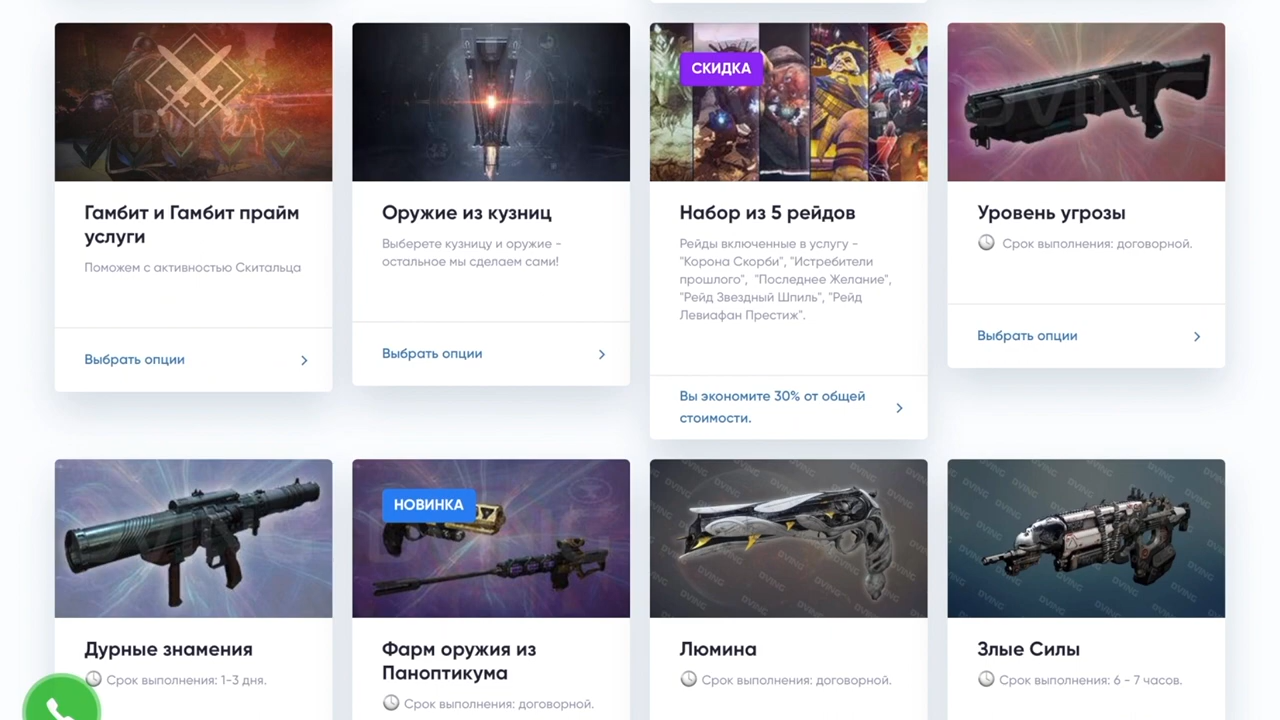 СКИДКА
Гамбит и Гамбит прайм
услуги
Поможем с активностью Скитальца
Выбрать опции
Оружие из кузниц
Выберете кузницу и оружие -
остальное мы сделаем сами!
Выбрать опции
Набор из 5 рейдов
Рейды включенные в услугу -
"Корона Скорби", "Истребители
прошлого", "Последнее Желание",
"Рейд Звездный Шпиль", "Рейд
Левиафан Престиж".
Вы экономите 30% от общей
стоимости.
DVING
Уровень угрозы
Срок выполнения: договорной.
Выбрать опции
Дурные знамения
Срок выполнения: 1-3 дня.
НОВИНКА
DVING
Фарм оружия из
Паноптикума
Срок выполнения: договорной.
DVING
Люмина
Срок выполнения: договорной.
DVING
Злые Силы
Срок выполнения: 6 - 7 часов.